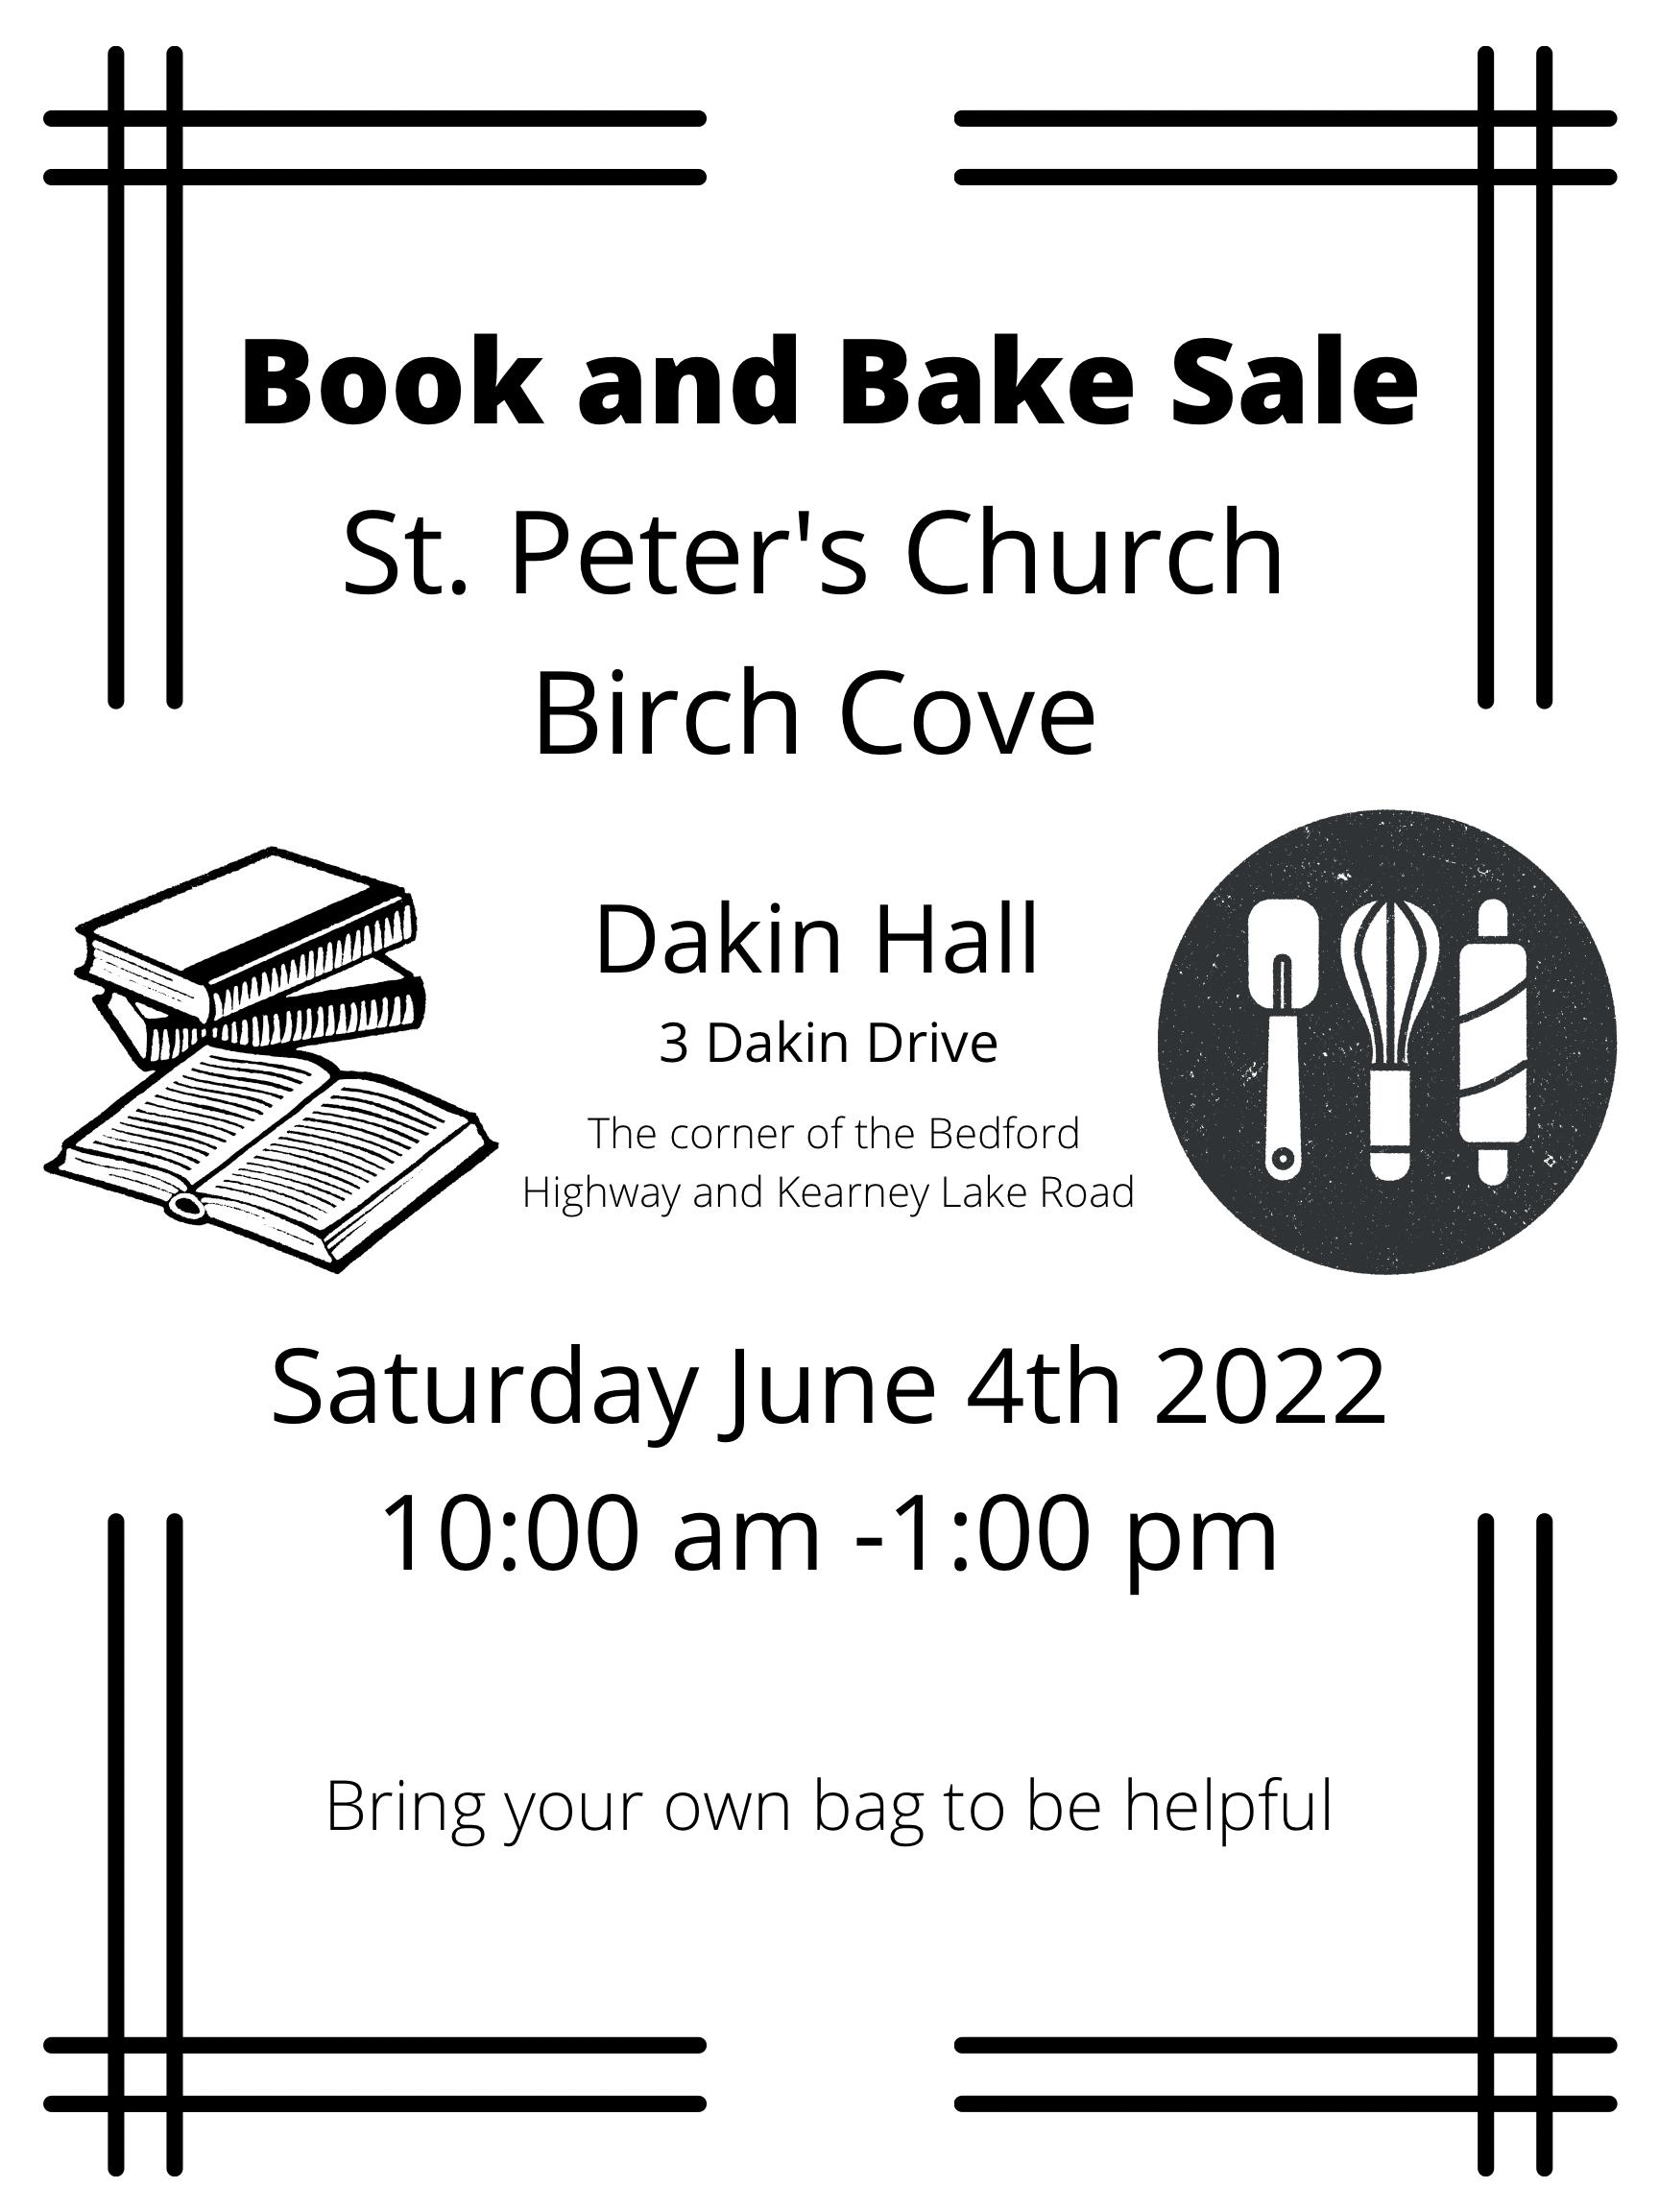 Book and Bake Sale
St. Peter's Church
Birch Cove
Dakin Hall
3 Dakin Drive
The corner of the Bedford
Highway and Kearney Lake Road
Saturday June 4th 2022
10:00 am -1:00 pm
Bring your own bag to be helpful